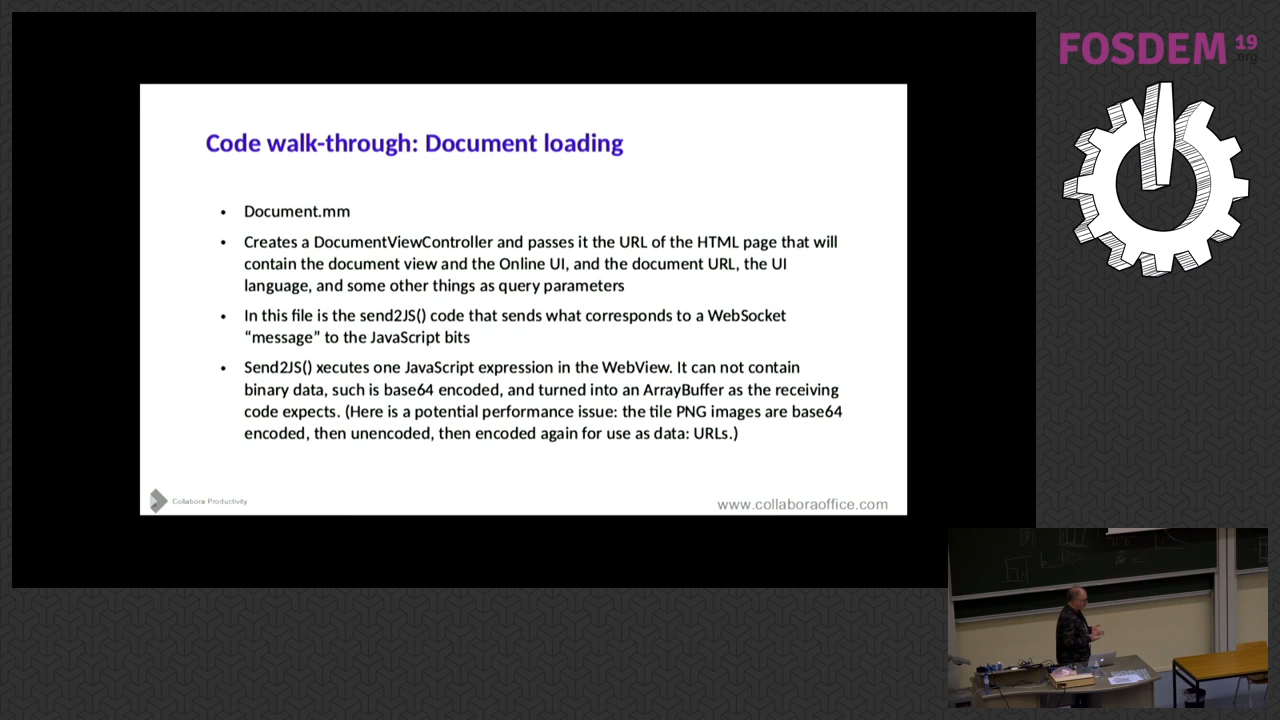 FOSDEM 19
.org
Code walk-through: Document loading
• Document.mm
• Creates a DocumentViewController and passes it the URL of the HTML page that will
contain the document view and the Online UI, and the document URL, the UI
language, and some other things as query parameters
• In this file is the send2JS() code that sends what corresponds to a WebSocket
“message” to the JavaScript bits
• Send2JS() xecutes one JavaScript expression in the WebView. It can not contain
binary data, such is base64 encoded, and turned into an ArrayBuffer as the receiving
code expects. (Here is a potential performance issue: the tile PNG images are base64
encoded, then unencoded, then encoded again for use as data: URLs.)
Collabora Productivity
www.collaboraoffice.com